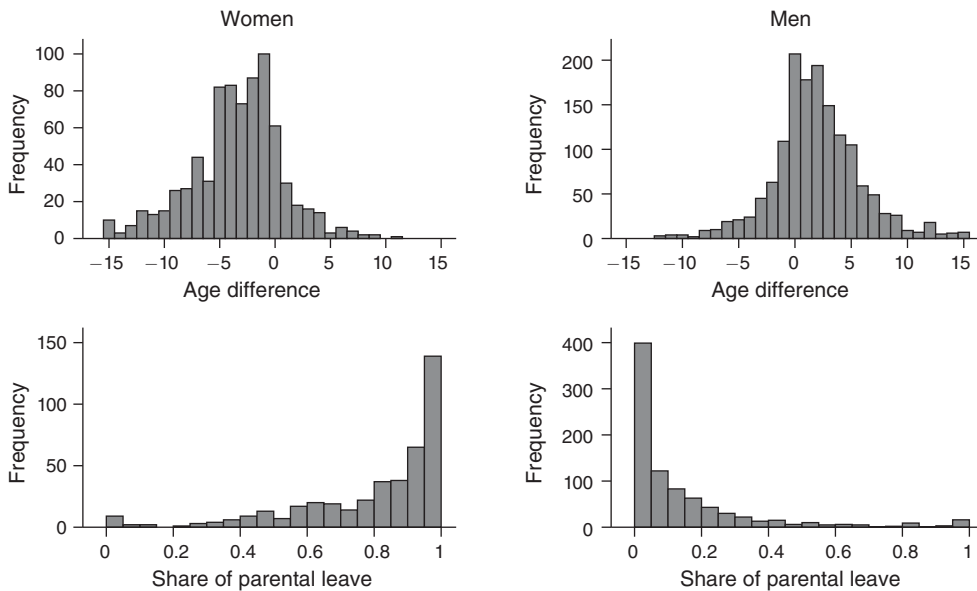 Women
Frequency
100
80
60
40
20
0
−15 −10 −5 0 5 10 15
Age difference
Men
Frequency
200
150
100
50
0
−15 −10 −5 0 5 10 15
Age difference
Frequency
150
100
50
0
0 0.2 0.4 0.6 0.8 1
Share of parental leave
Frequency
400
300
200
100
0
0 0.2 0.4 0.6 0.8 1
Share of parental leave